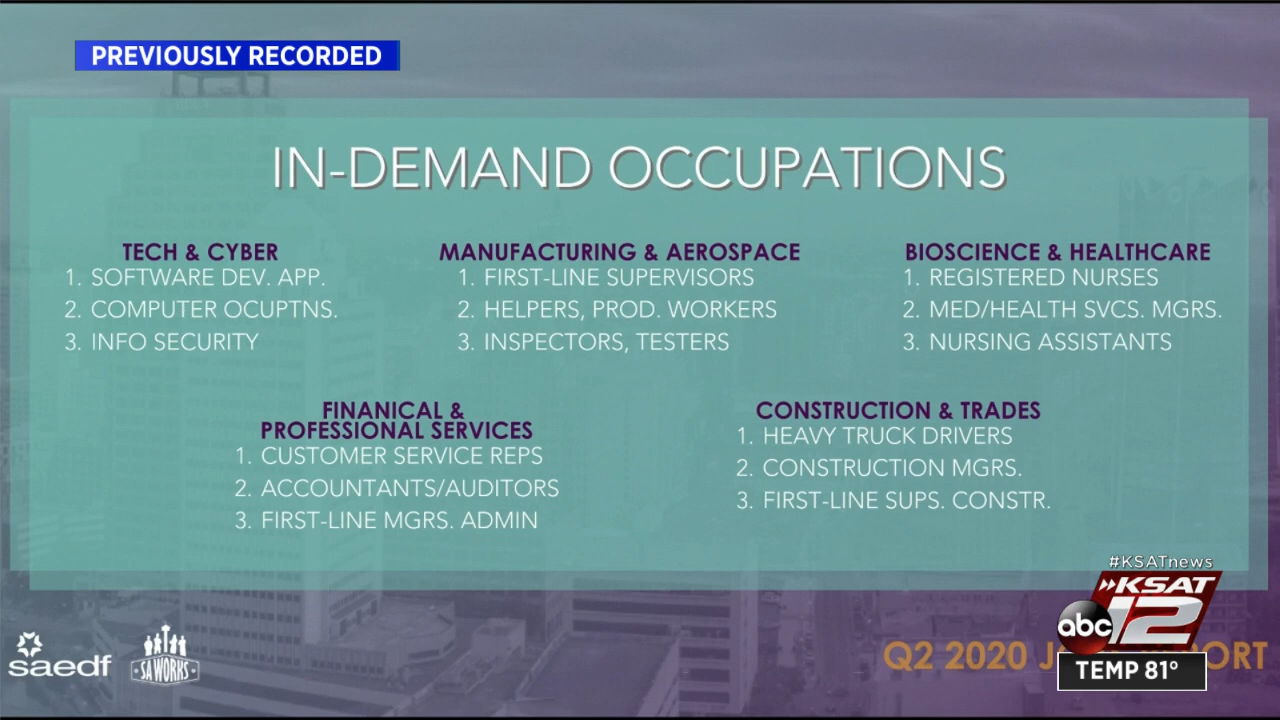 PREVIOUSLY RECORDED
IN-DEMAND OCCUPATIONS
TECH & CYBER
1. SOFTWARE DEV. APP.
2. COMPUTER OCUPTNS.
3. INFO SECURITY
MANUFACTURING & AEROSPACE
1. FIRST-LINE SUPERVISORS
2. HELPERS, PROD. WORKERS
3. INSPECTORS, TESTERS
BIOSCIENCE & HEALTHCARE
1. REGISTERED NURSES
2. MED/HEALTH SVCS. MGRS.
3. NURSING ASSISTANTS
FINANICAL &
PROFESSIONAL SERVICES
1. CUSTOMER SERVICE REPS
2. ACCOUNTANTS/AUDITORS
3. FIRST-LINE MGRS. ADMIN
CONSTRUCTION & TRADES
1. HEAVY TRUCK DRIVERS
2. CONSTRUCTION MGRS.
3. FIRST-LINE SUPS. CONSTR.
#KSATnews
KSAT
abc 12
saedf
SA WORKS
Q2 2020
TEMP 81°